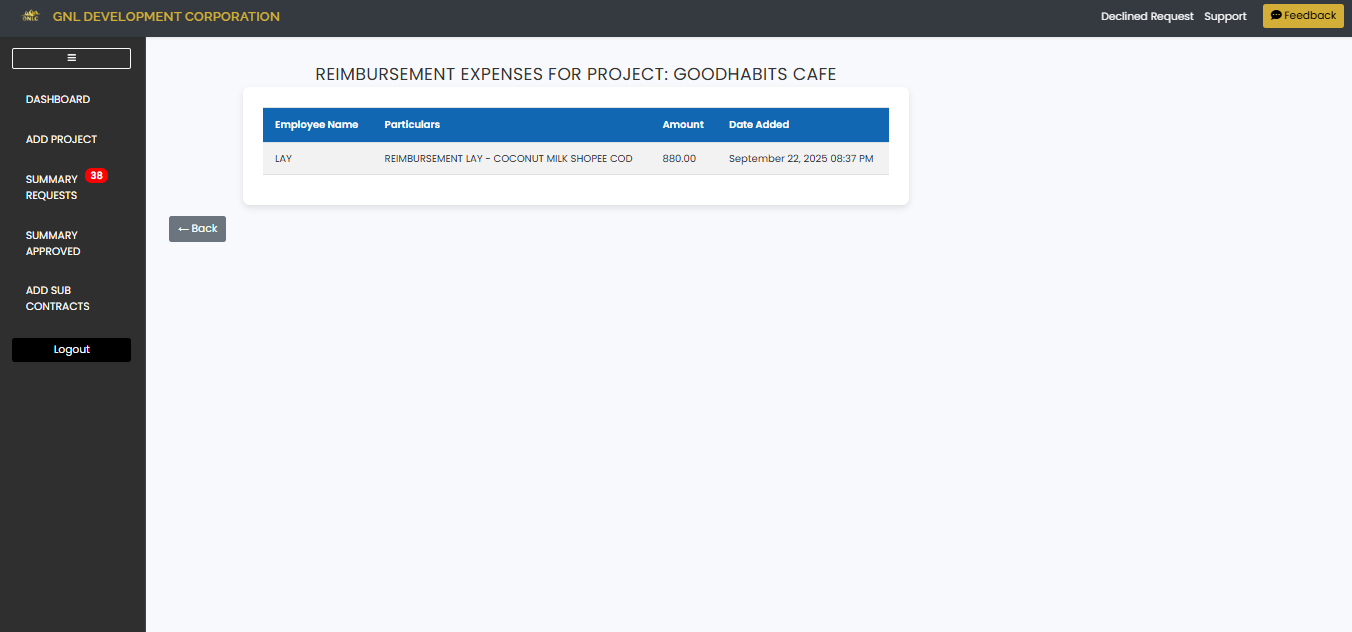 GNL DEVELOPMENT CORPORATION
Declined Request Support Feedback
DASHBOARD
ADD PROJECT
SUMMARY REQUESTS 38
SUMMARY APPROVED
ADD SUB CONTRACTS
Logout
REIMBURSEMENT EXPENSES FOR PROJECT: GOODHABITS CAFE
Employee Name Particulars Amount Date Added
LAY REIMBURSEMENT LAY - COCONUT MILK SHOPEE COD 880.00 September 22, 2025 08:37 PM
← Back